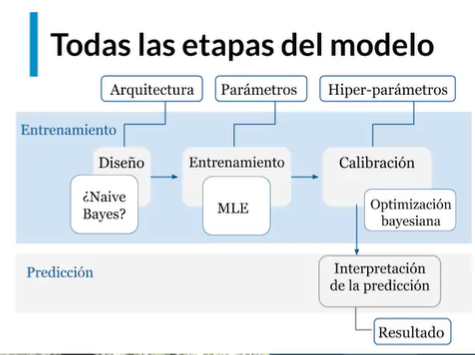 Todas las etapas del modelo
Arquitectura
Parámetros
Hiper-parámetros
Entrenamiento
Diseño
Entrenamiento
Calibración
¿Naive
Bayes?
MLE
Optimización
bayesiana
Predicción
Interpretación
de la predicción
Resultado